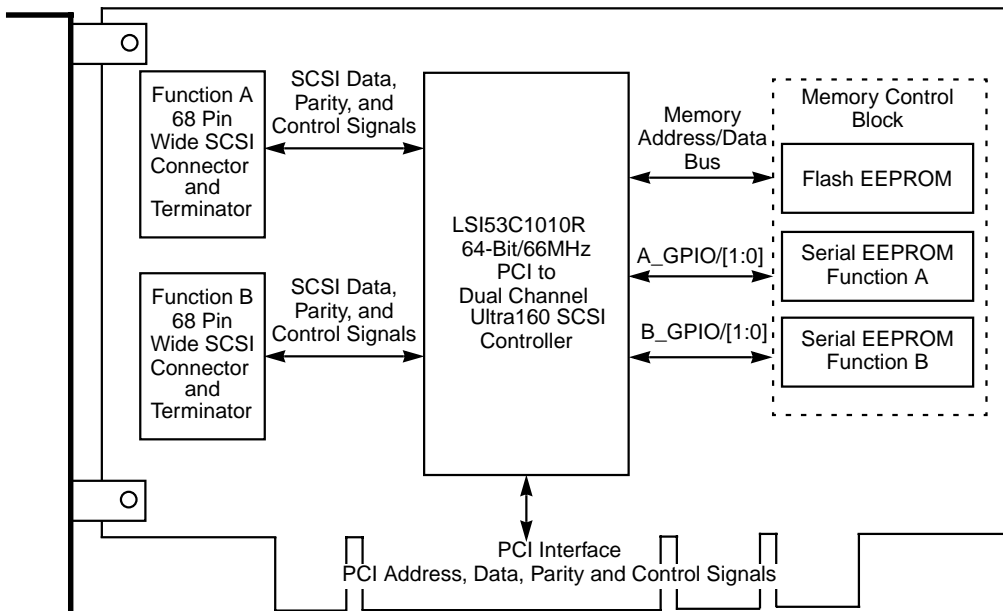 Function A
68 Pin
Wide SCSI
Connector
and
Terminator
SCSI Data,
Parity, and
Control Signals
Function B
68 Pin
Wide SCSI
Connector
and
Terminator
SCSI Data,
Parity, and
Control Signals
LSI53C1010R
64-Bit/66MHz
PCI to
Dual Channel
Ultra160 SCSI
Controller
Memory
Address/Data
Bus
A_GPIO/[1:0]
B_GPIO/[1:0]
Memory Control
Block
Flash EEPROM
Serial EEPROM
Function A
Serial EEPROM
Function B
PCI Interface
PCI Address, Data, Parity and Control Signals